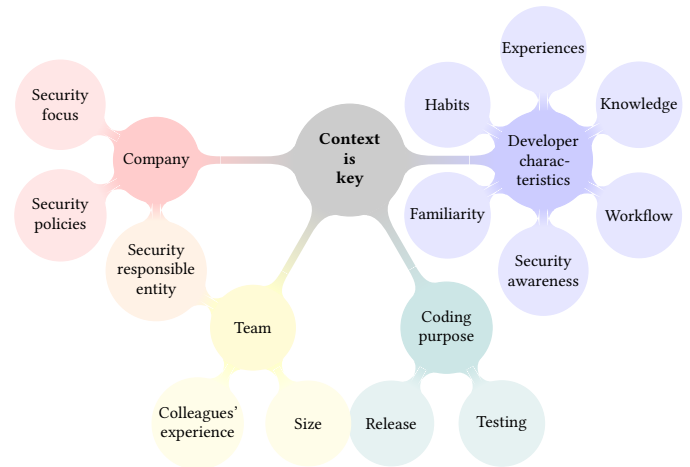 Experiences
Security
focus
Habits
Knowledge
Context
is
key
Company
Developer
charac-
teristics
Security
policies
Familiarity
Workflow
Security
responsible
entity
Security
awareness
Team
Coding
purpose
Colleagues’
experience
Size
Release
Testing